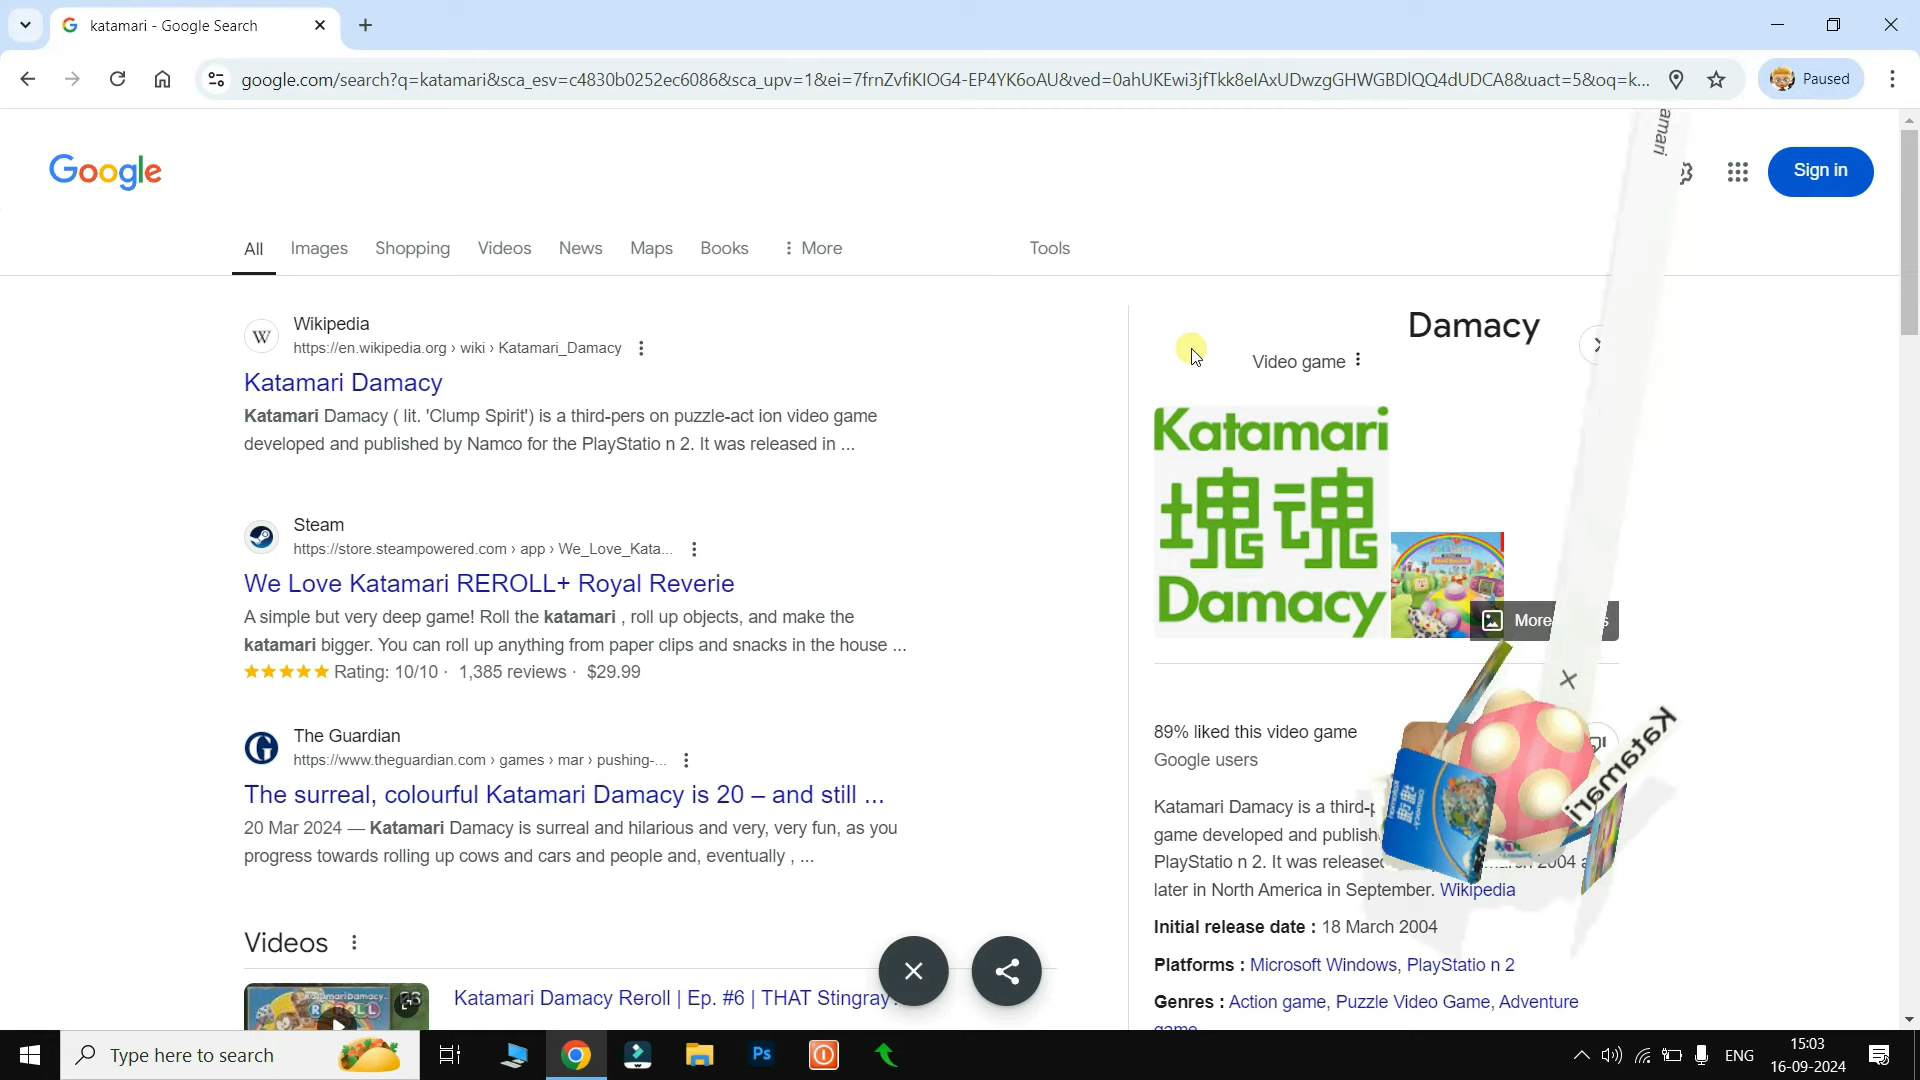 katamari - Google Search
google.com/search?q=katamari&sca_esv=c4830b0252ec6086&sca_upv=1&ei=7frnZvfiKIOG4-EP4YK6oAU&ved=0ahUKEwi3jfTkk8eIAxUDwzgGHWGBDlQQ4dUDCA8&uact=5&oq=k...
Paused
amari
Google
Sign in
All Images Shopping Videos News Maps Books More Tools
Wikipedia
https://en.wikipedia.org › wiki › Katamari_Damacy
Katamari Damacy
Katamari Damacy ( lit. 'Clump Spirit') is a third-pers on puzzle-act ion video game
developed and published by Namco for the PlayStatio n 2. It was released in ...
Steam
https://store.steampowered.com › app › We_Love_Kata...
We Love Katamari REROLL+ Royal Reverie
A simple but very deep game! Roll the katamari , roll up objects, and make the
katamari bigger. You can roll up anything from paper clips and snacks in the house ...
Rating: 10/10 · 1,385 reviews · $29.99
The Guardian
https://www.theguardian.com › games › mar › pushing-...
The surreal, colourful Katamari Damacy is 20 – and still ...
20 Mar 2024 — Katamari Damacy is surreal and hilarious and very, very fun, as you
progress towards rolling up cows and cars and people and, eventually , ...
Videos
Katamari Damacy Reroll | Ep. #6 | THAT Stingray
KatamariDamacy
REROLL
Damacy
Video game
Katamari
塊魂
Damacy
More
89% liked this video game
Google users
Katamari
Katamari Damacy is a third-p
game developed and publish
PlayStatio n 2. It was release 2004 a
later in North America in September. Wikipedia
Initial release date : 18 March 2004
Platforms : Microsoft Windows, PlayStatio n 2
Genres : Action game, Puzzle Video Game, Adventure
game
Type here to search
Ps
ENG
15:03
16-09-2024